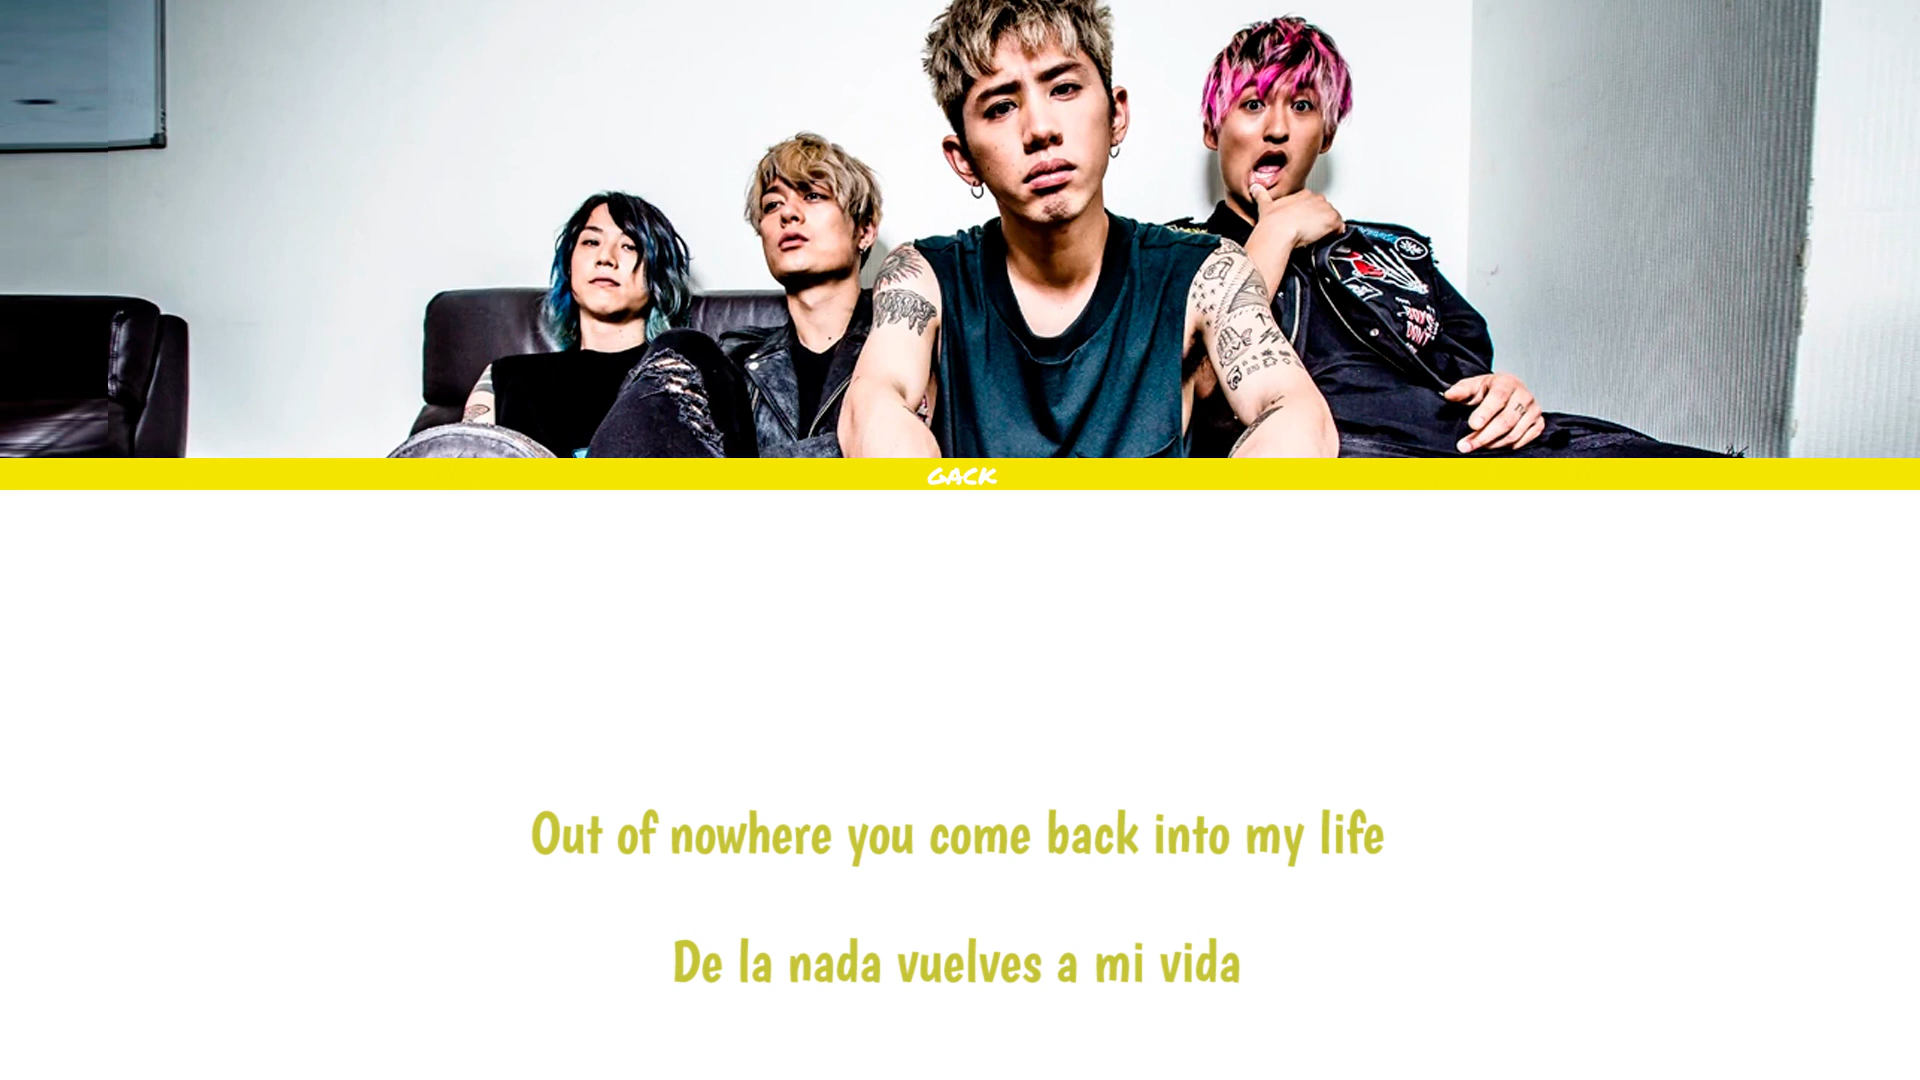 GACK
Out of nowhere you come back into my life
De la nada vuelves a mi vida